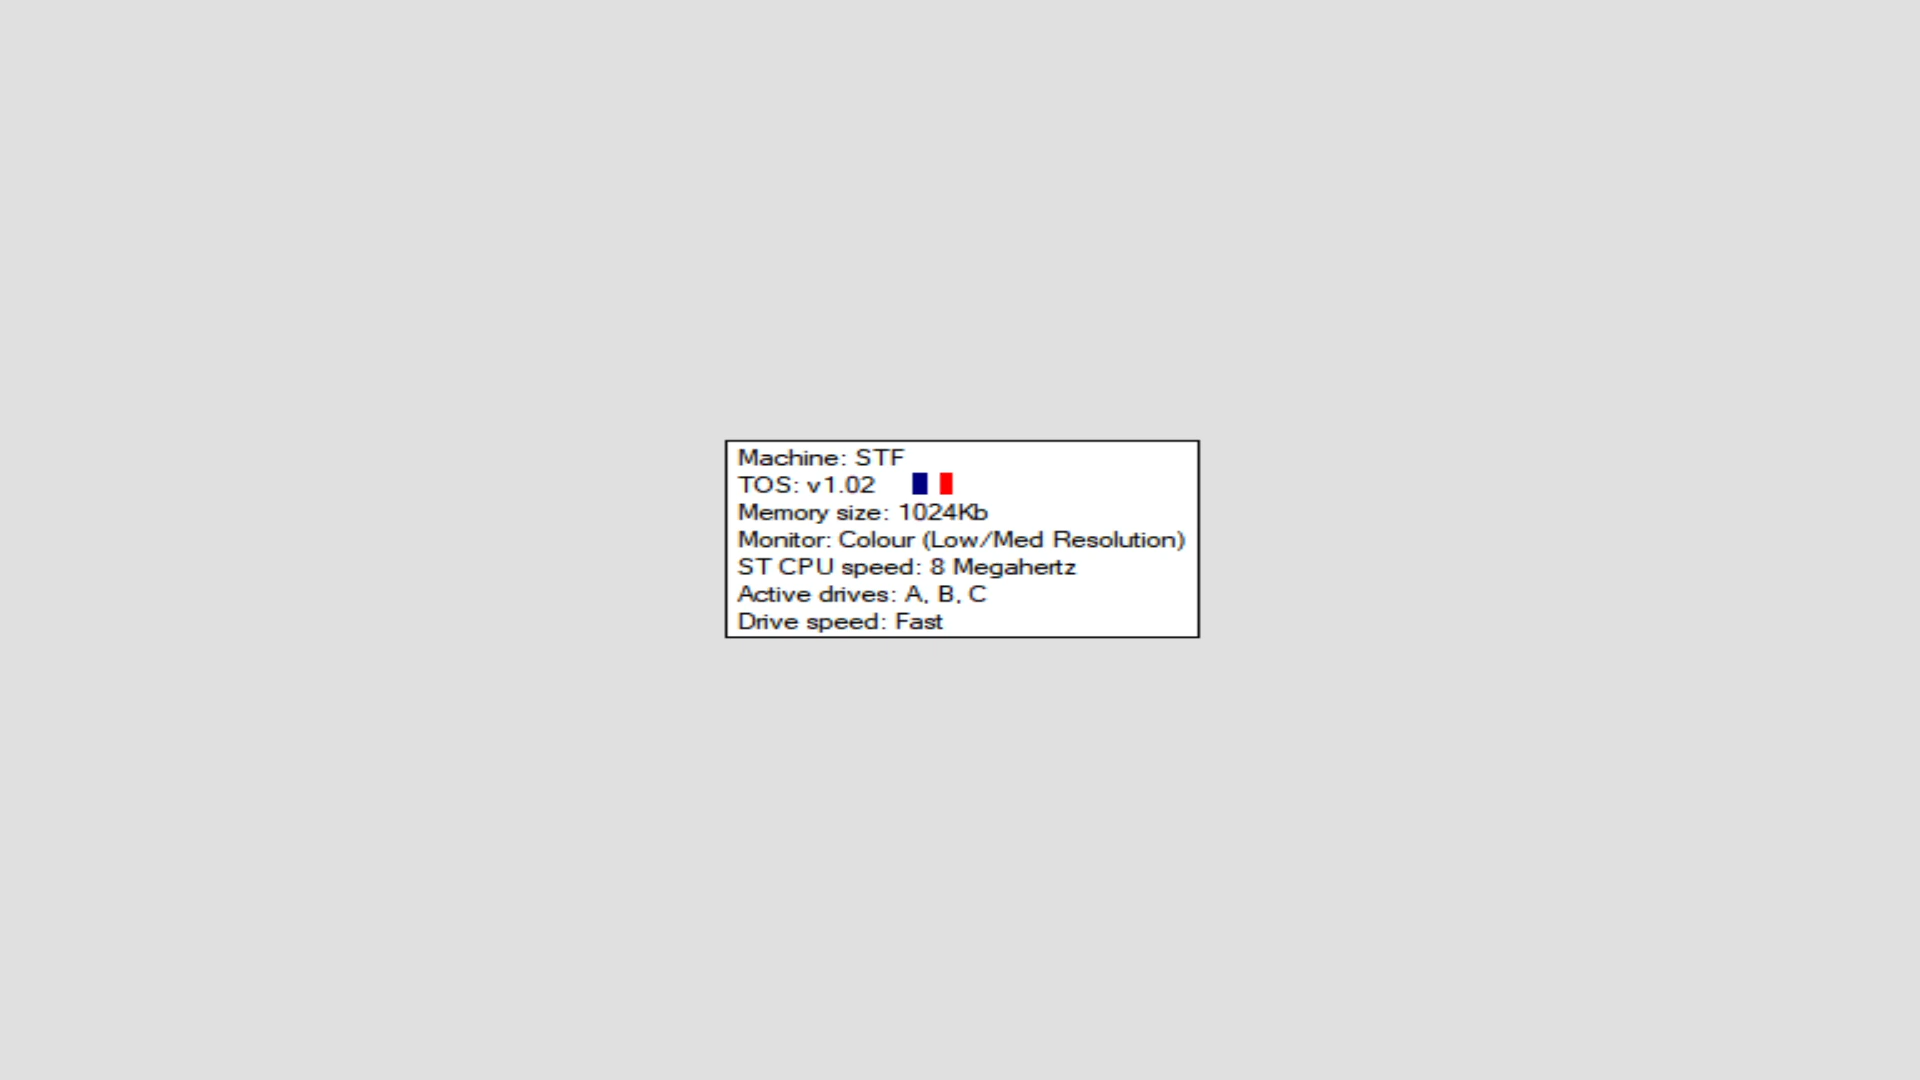 Machine: STF
TOS: v1.02
Memory size: 1024Kb
Monitor: Colour (Low/Med Resolution)
ST CPU speed: 8 Megahertz
Active drives: A, B, C
Drive speed: Fast